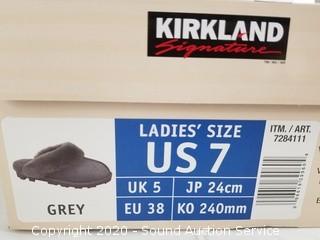 KIRKLAND
Signature
LADIES' SIZE
US 7
UK 5 JP 24cm
EU 38 KO 240mm
GREY
ITM. / ART.
7284111
Copyright 2020 - Sound Auction Service